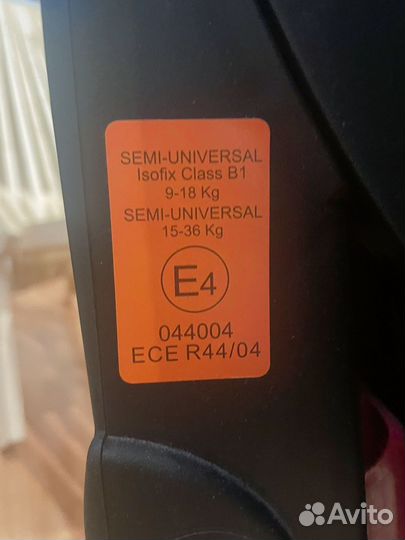 SEMI-UNIVERSAL
Isofix Class B1
9-18 Kg
SEMI-UNIVERSAL
15-36 Kg
E4
044004
ECE R44/04
Avito